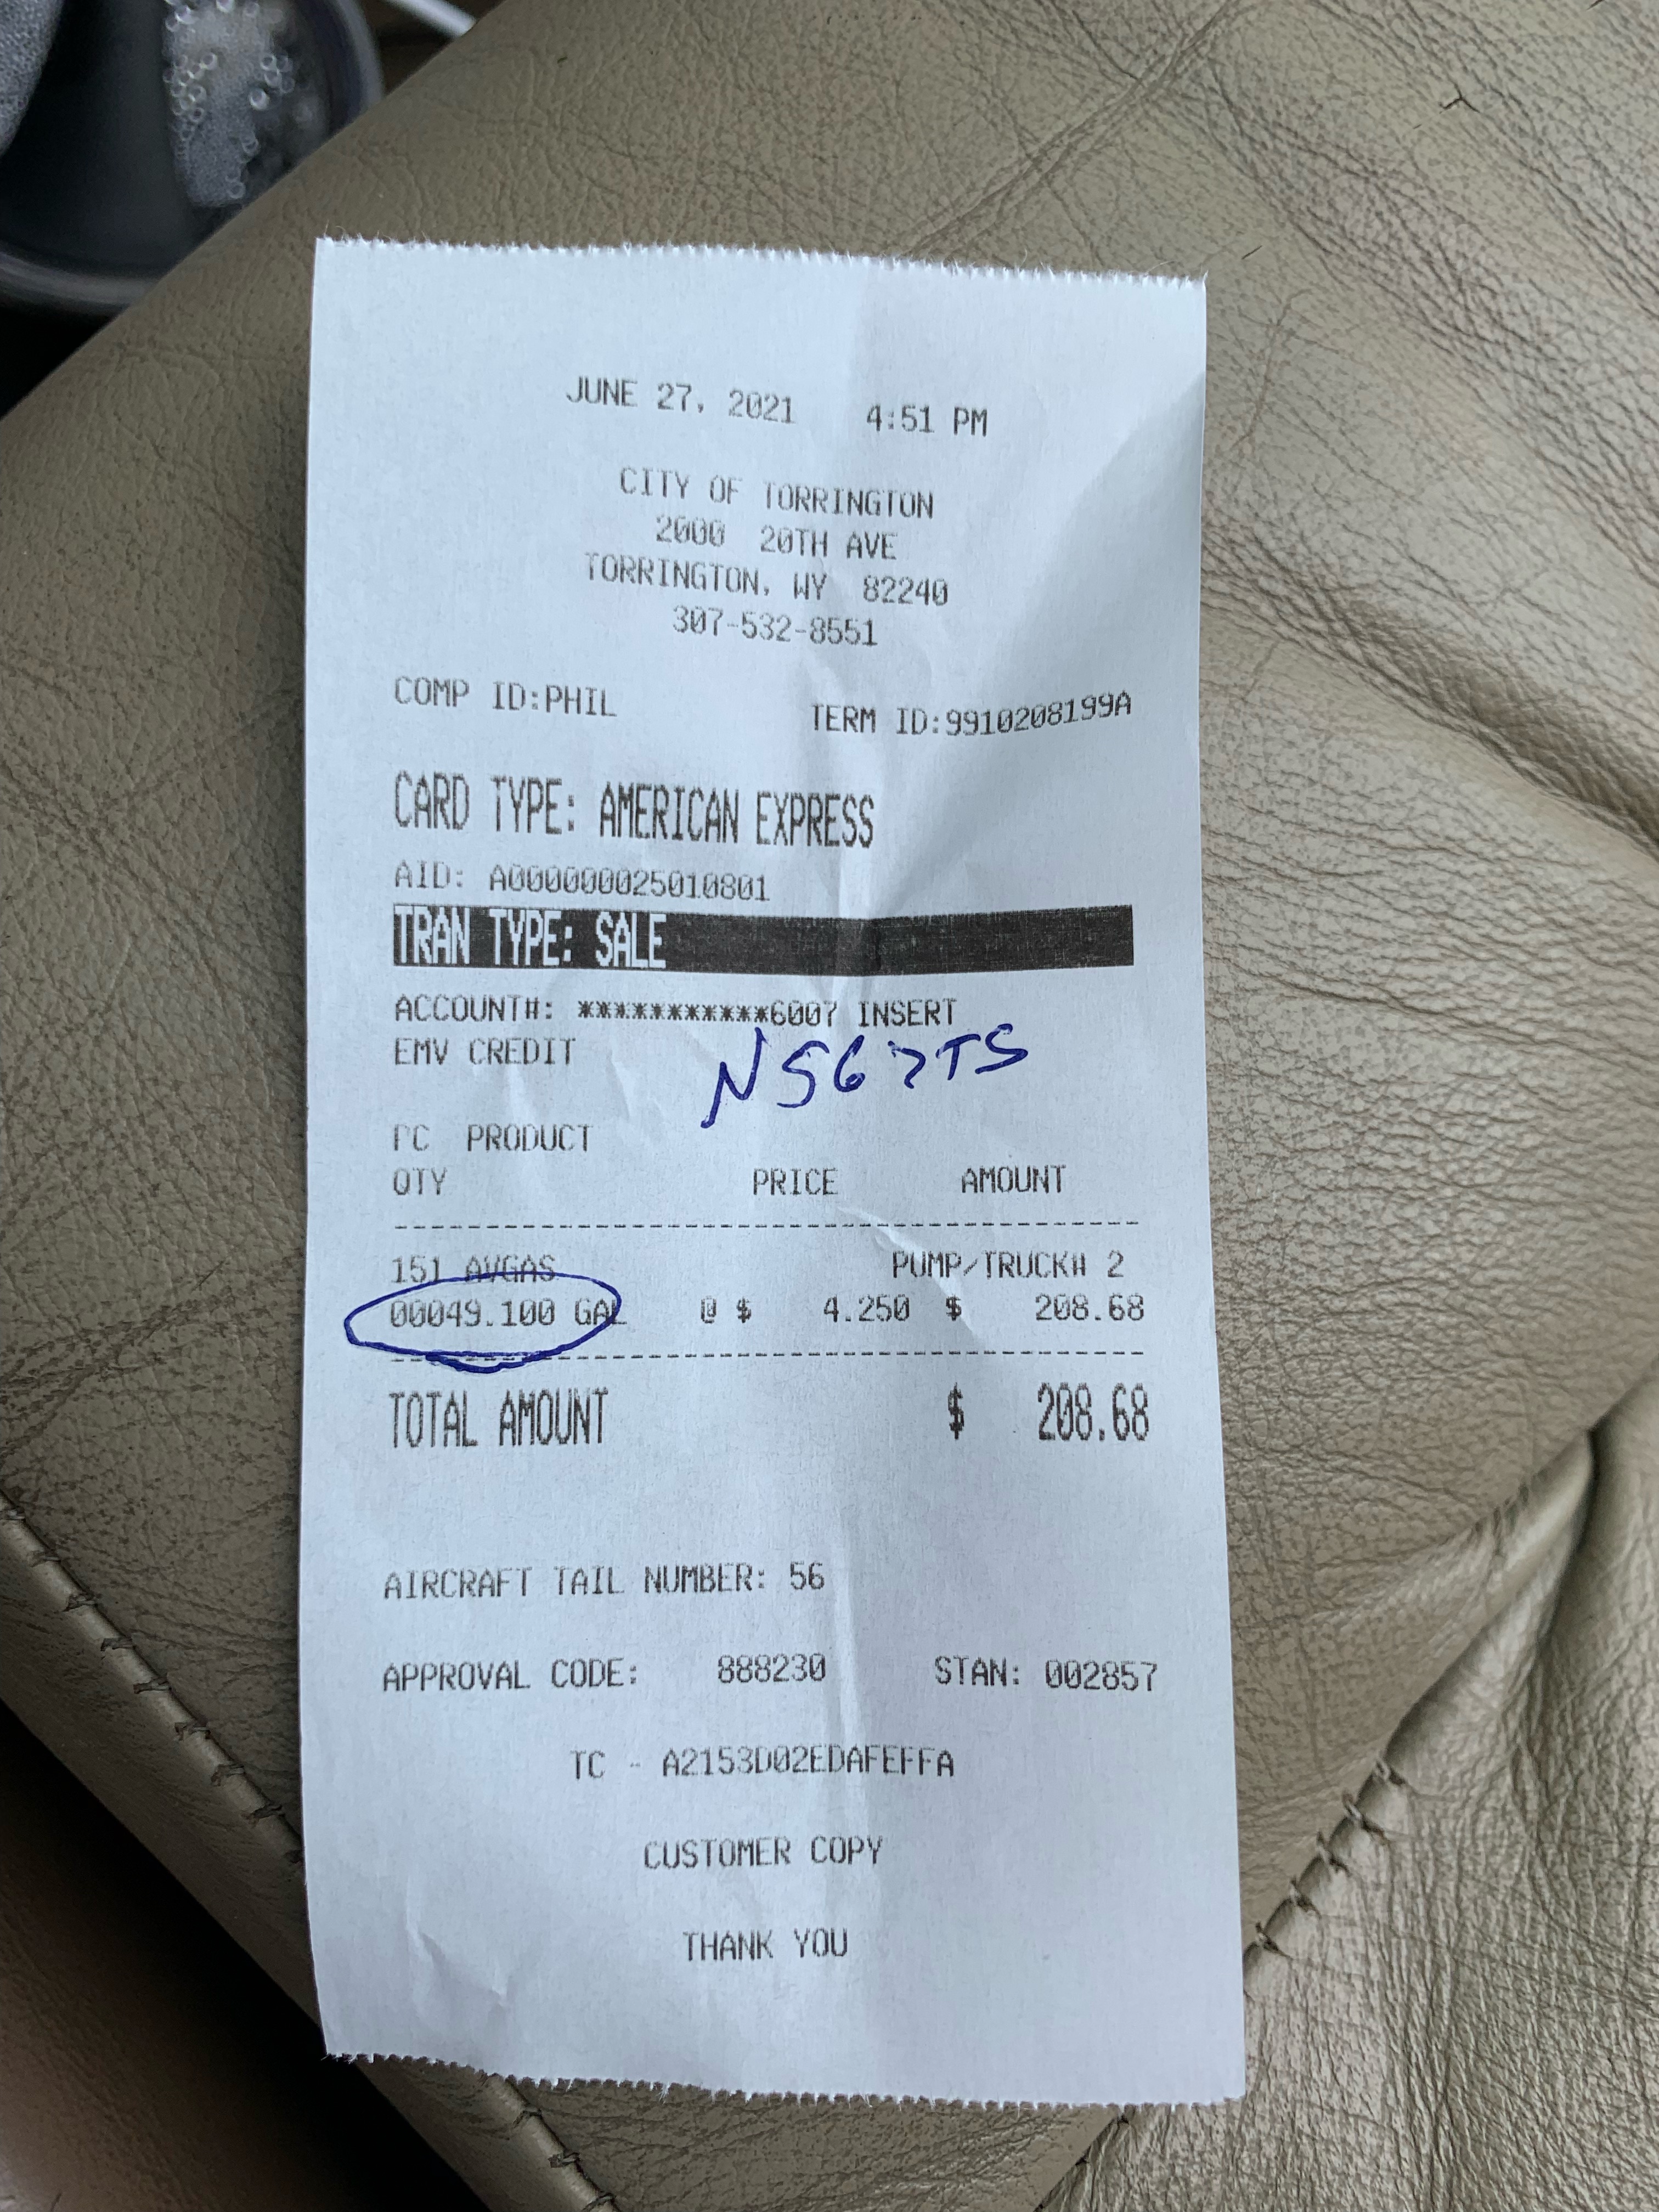 JUNE 27, 2021 4:51 PM
CITY OF TORRINGTON
2000 20TH AVE
TORRINGTON, WY 82240
307-532-8551
COMP ID:PHIL TERM ID:9910208199A
CARD TYPE: AMERICAN EXPRESS
AID: A000000025010801
TRAN TYPE: SALE
ACCOUNT#: ***********6007 INSERT
EMV CREDIT
N567TS
PC PRODUCT
QTY PRICE AMOUNT
151 AVGAS PUMP/TRUCK# 2
00049.100 GAL @ $ 4.250 $ 208.68
TOTAL AMOUNT $ 208.68
AIRCRAFT TAIL NUMBER: 56
APPROVAL CODE: 888230 STAN: 002857
TC - A2153D02EDAFEFFA
CUSTOMER COPY
THANK YOU